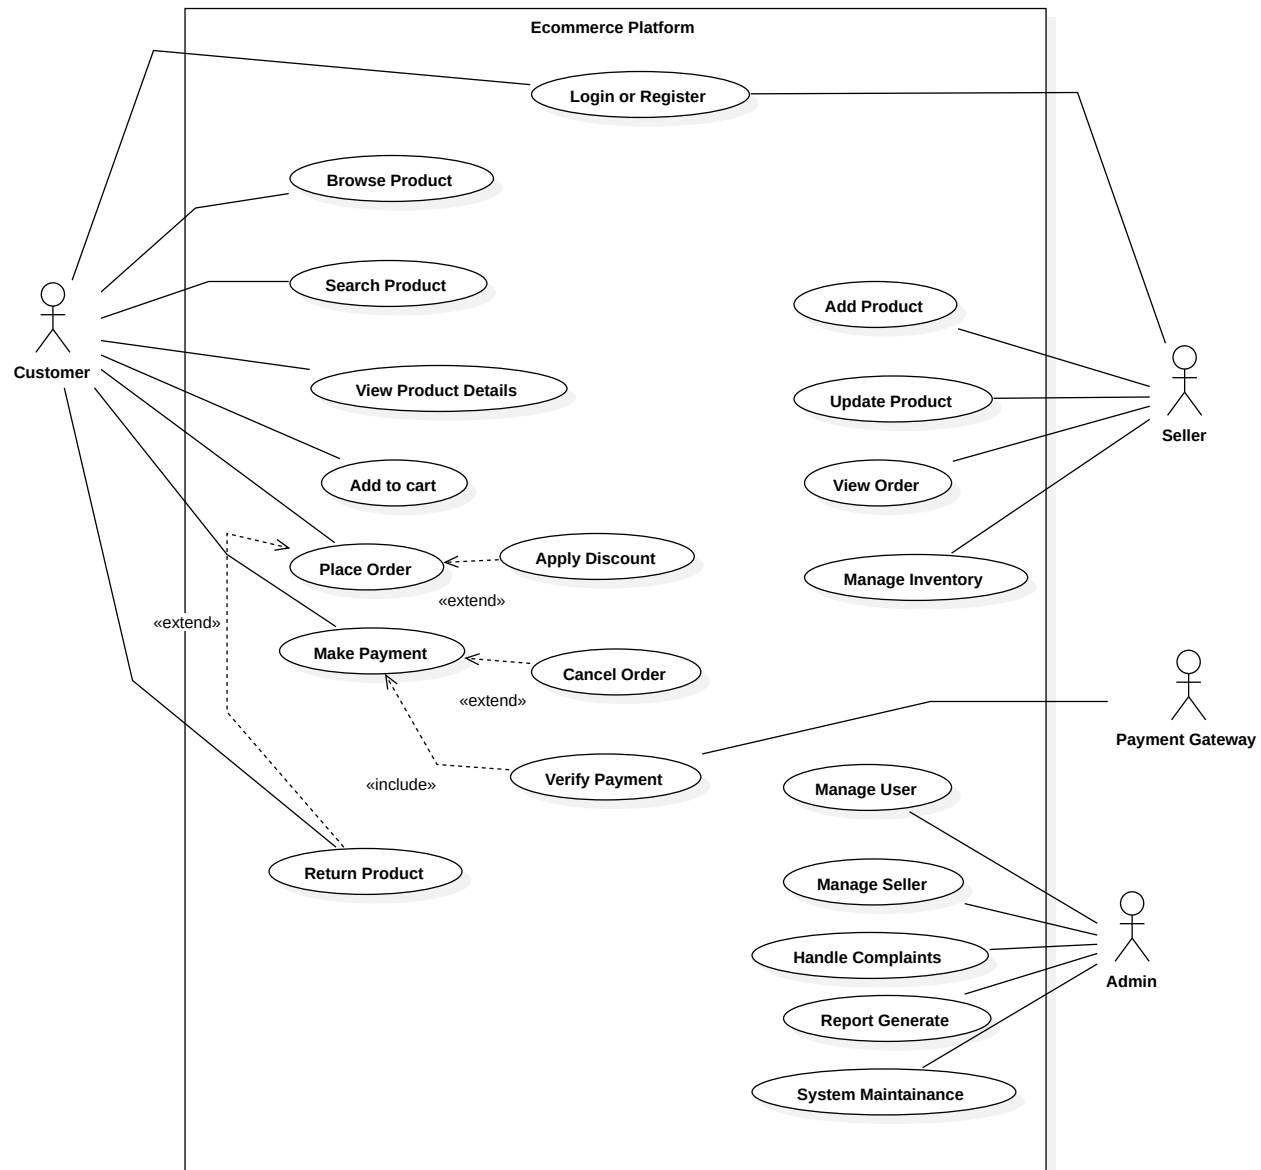 Ecommerce Platform
Login or Register
Browse Product
Search Product
Add Product
Customer
View Product Details
Update Product
Seller
Add to cart
View Order
Place Order
Apply Discount
Manage Inventory
«extend»
«extend»
Make Payment
Cancel Order
«extend»
Payment Gateway
Verify Payment
«include»
Manage User
Return Product
Manage Seller
Handle Complaints
Admin
Report Generate
System Maintainance